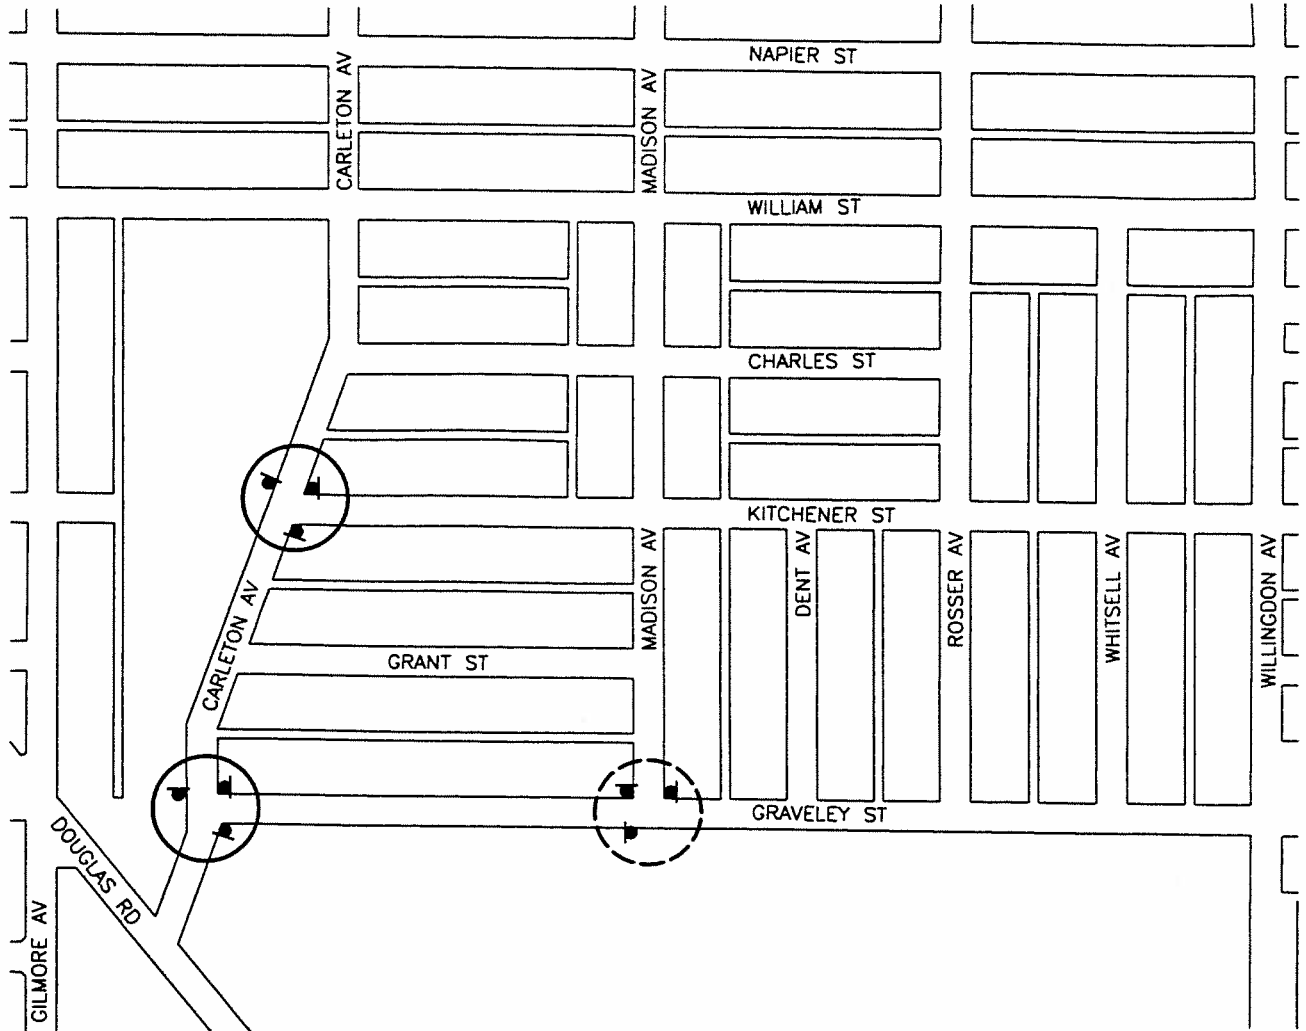 NAPIER ST
CARLETON AV
MADISON AV
WILLIAM ST
CHARLES ST
KITCHENER ST
MADISON AV
DENT AV
ROSSER AV
WHITSELL AV
WILLINGDON AV
CARLETON AV
GRANT ST
GRAVELEY ST
DOUGLAS RD
GILMORE AV